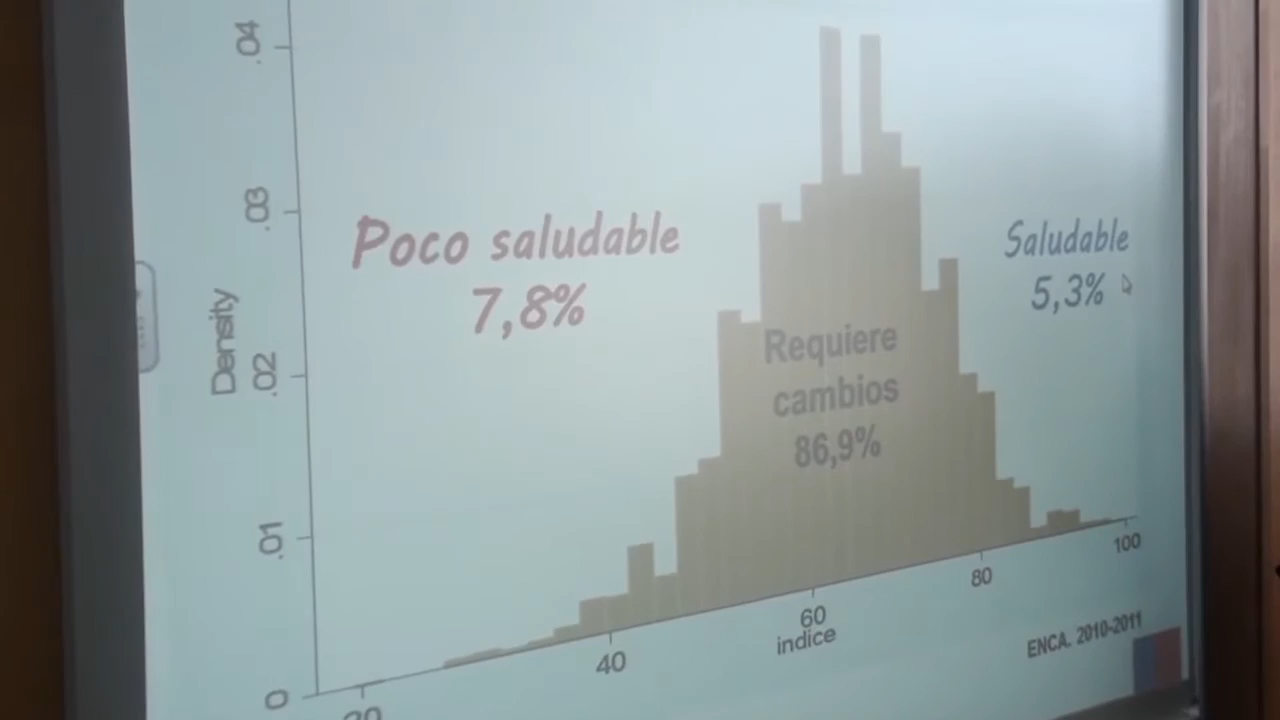 .04
.03
.02
.01
0
Density
Poco saludable
7,8%
Requiere
cambios
86,9%
Saludable
5,3%
20
40
60
80
100
indice
ENCA. 2010-2011